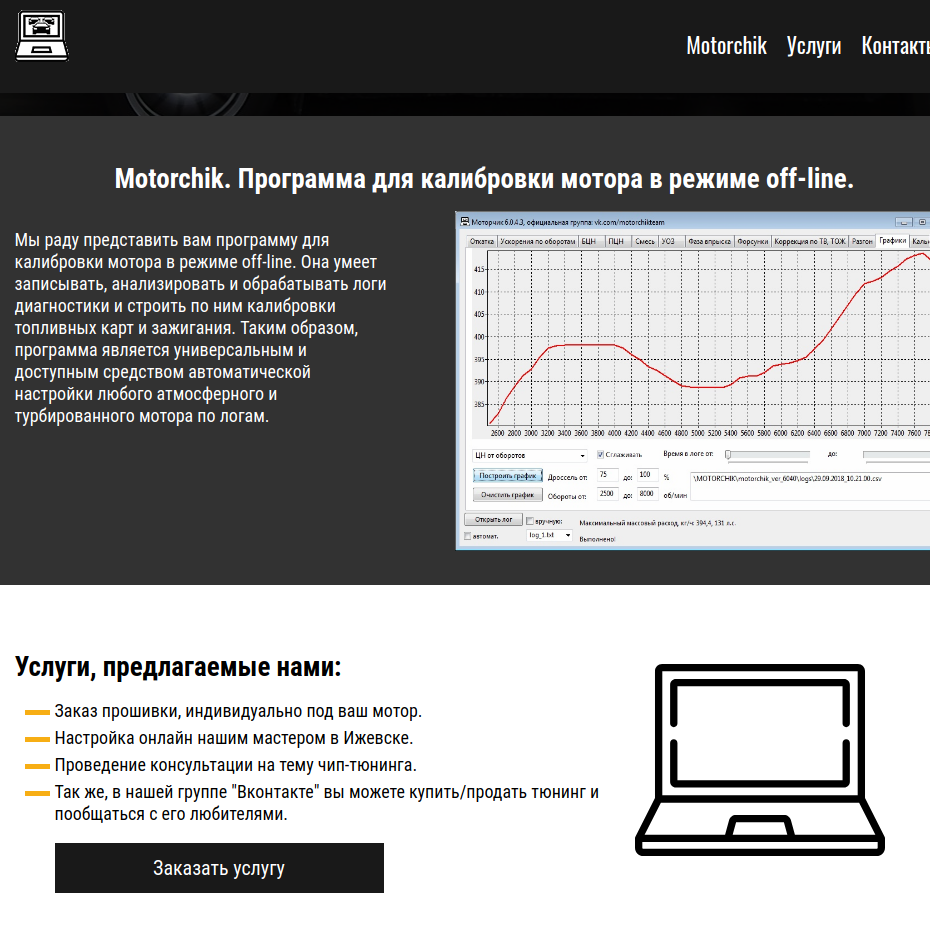 Motorchik Услуги Контакт
Motorchik. Программа для калибровки мотора в режиме off-line.
Мы раду представить вам программу для
калибровки мотора в режиме off-line. Она умеет
записывать, анализировать и обрабатывать логи
диагностики и строить по ним калибровки
топливных карт и зажигания. Таким образом,
программа является универсальным и
доступным средством автоматической
настройки любого атмосферного и
турбированного мотора по логам.
Моторчик 6.0.4.3, официальная группа: vk.com/motorchikteam
Откатка Ускорения по оборотам БЦН ПЦН Смесь УОЗ Фаза впрыска Форсунки Коррекция по ТВ, ТОЖ Разгон Графики Каль
415
410
405
400
395
390
385
2600 2800 3000 3200 3400 3600 3800 4000 4200 4400 4600 4800 5000 5200 5400 5600 5800 6000 6200 6400 6600 6800 7000 7200 7400 7600 78
ЦН от оборотов Сглаживать Время в логе от: до:
Построить график Дроссель от: 75 до: 100 %
\MOTORCHIK\motorchik_ver_6040\logs\29.09.2018_10.21.00.csv
Очистить график Обороты от: 2500 до: 8000 об/мин
Открыть лог вручную: Максимальный массовый расход, кг/ч: 394,4, 131 л.с.
автомат. log_1.txt Выполнено!
Услуги, предлагаемые нами:
Заказ прошивки, индивидуально под ваш мотор.
Настройка онлайн нашим мастером в Ижевске.
Проведение консультации на тему чип-тюнинга.
Так же, в нашей группе "Вконтакте" вы можете купить/продать тюнинг и
пообщаться с его любителями.
Заказать услугу